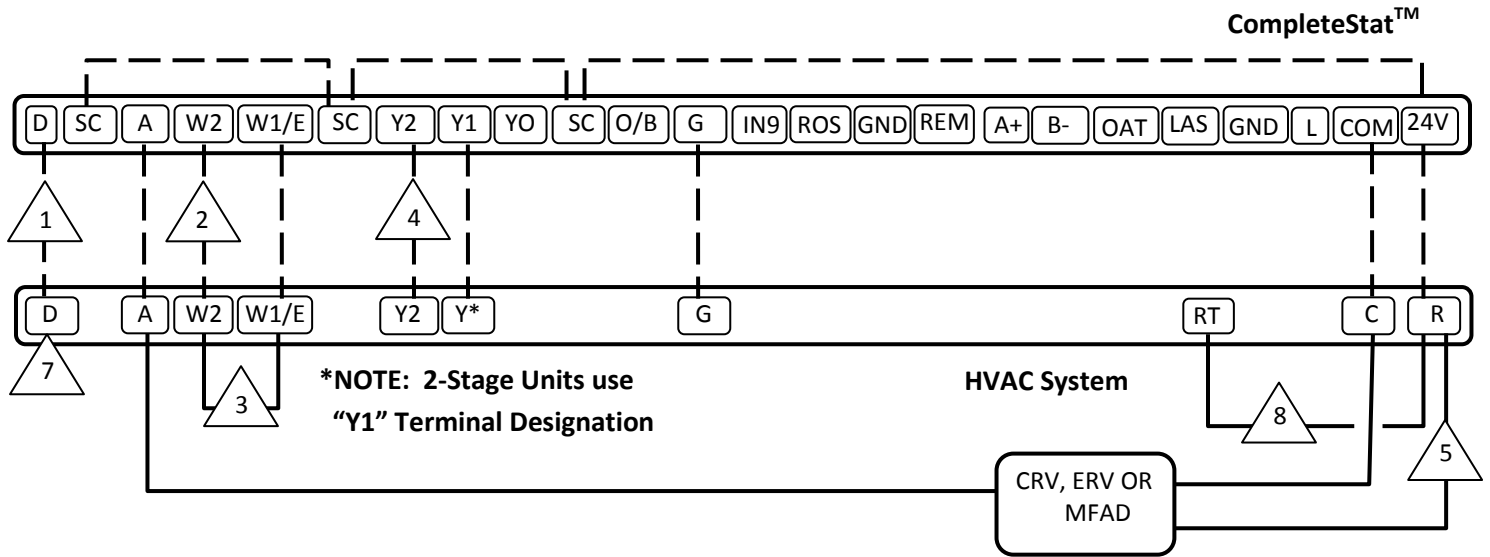 CompleteStat™
D SC A W2 W1/E SC Y2 Y1 YO SC O/B G IN9 ROS GND REM A+ B- OAT LAS GND L COM 24V
1 2 4
D A W2 W1/E Y2 Y* G RT C R
7 3 8 5
*NOTE: 2-Stage Units use
“Y1” Terminal Designation
HVAC System
CRV, ERV OR
MFAD